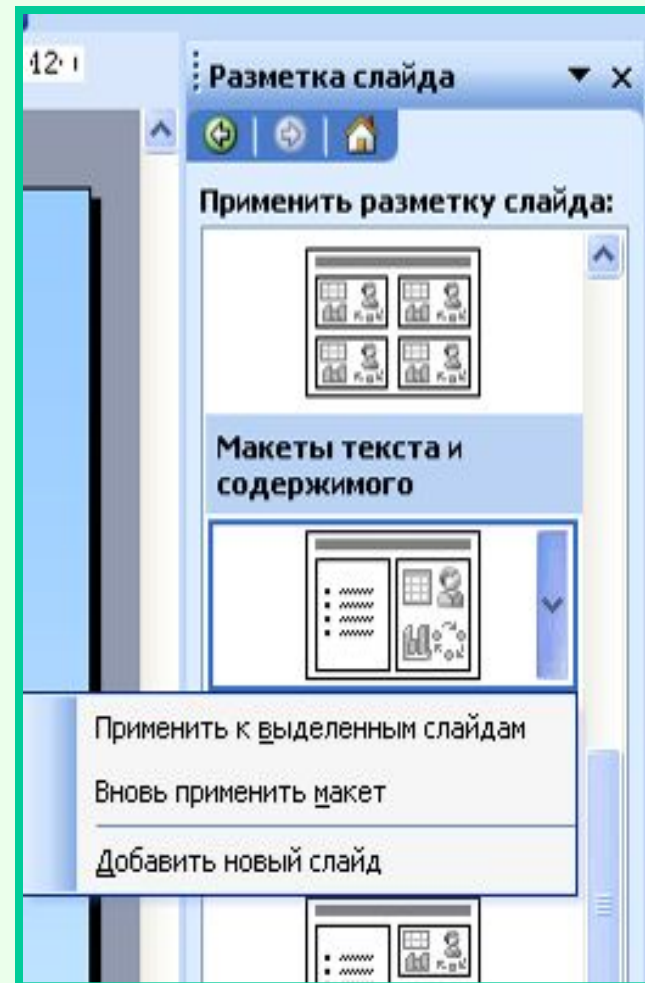 12
Разметка слайда
Применить разметку слайда:
Макеты текста и
содержимого
Применить к выделенным слайдам
Вновь применить макет
Добавить новый слайд